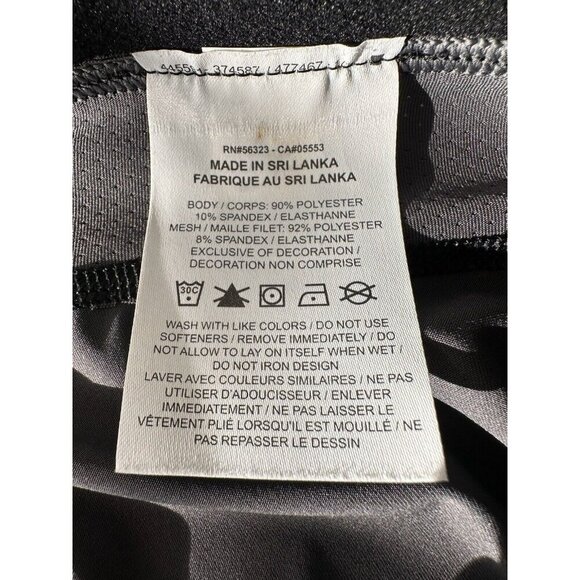 374587 477467
RN#56323 - CA#05553
MADE IN SRI LANKA
FABRIQUE AU SRI LANKA
BODY / CORPS: 90% POLYESTER
10% SPANDEX / ELASTHANNE
MESH / MAILLE FILET: 92% POLYESTER
8% SPANDEX / ELASTHANNE
EXCLUSIVE OF DECORATION /
DECORATION NON COMPRISE
30C
WASH WITH LIKE COLORS / DO NOT USE
SOFTENERS / REMOVE IMMEDIATELY / DO
NOT ALLOW TO LAY ON ITSELF WHEN WET /
DO NOT IRON DESIGN
LAVER AVEC COULEURS SIMILAIRES / NE PAS
UTILISER D'ADOUCISSEUR / ENLEVER
IMMEDIATEMENT / NE PAS LAISSER LE
VÊTEMENT PLIÉ LORSQU'IL EST MOUILLÉ / NE
PAS REPASSER LE DESSIN